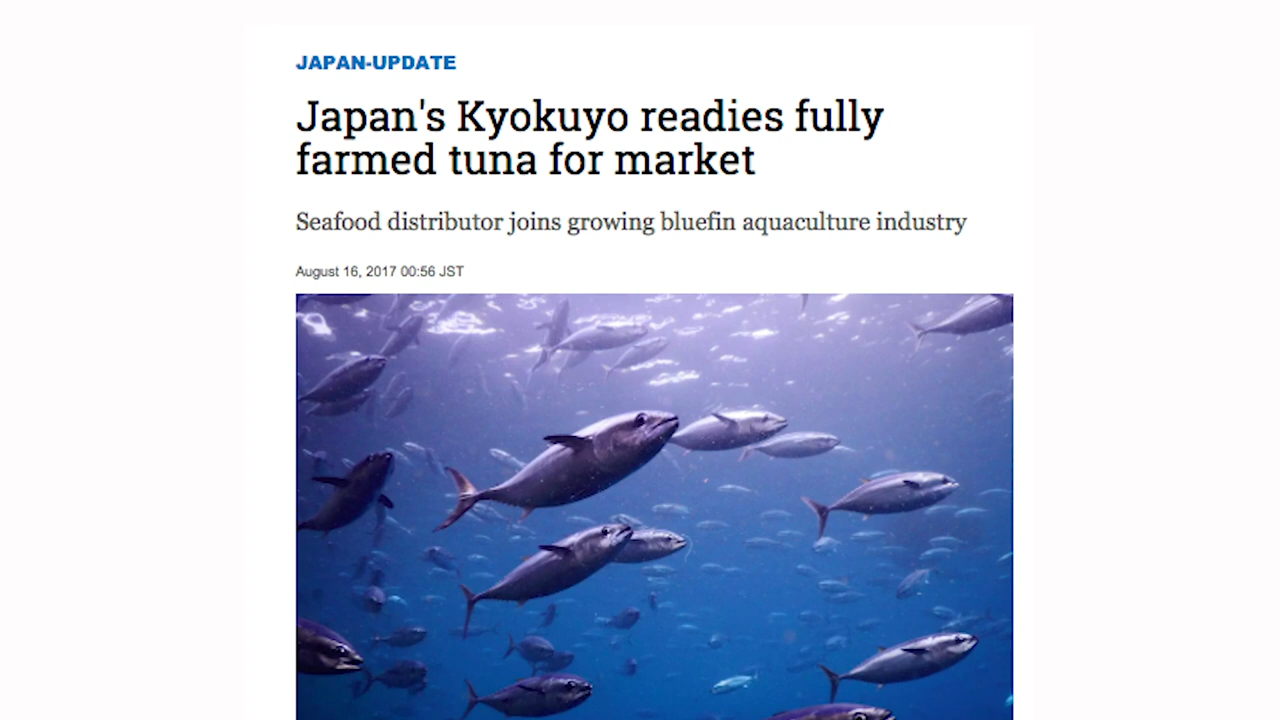 JAPAN-UPDATE
Japan's Kyokuyo readies fully
farmed tuna for market
Seafood distributor joins growing bluefin aquaculture industry
August 16, 2017 00:56 JST